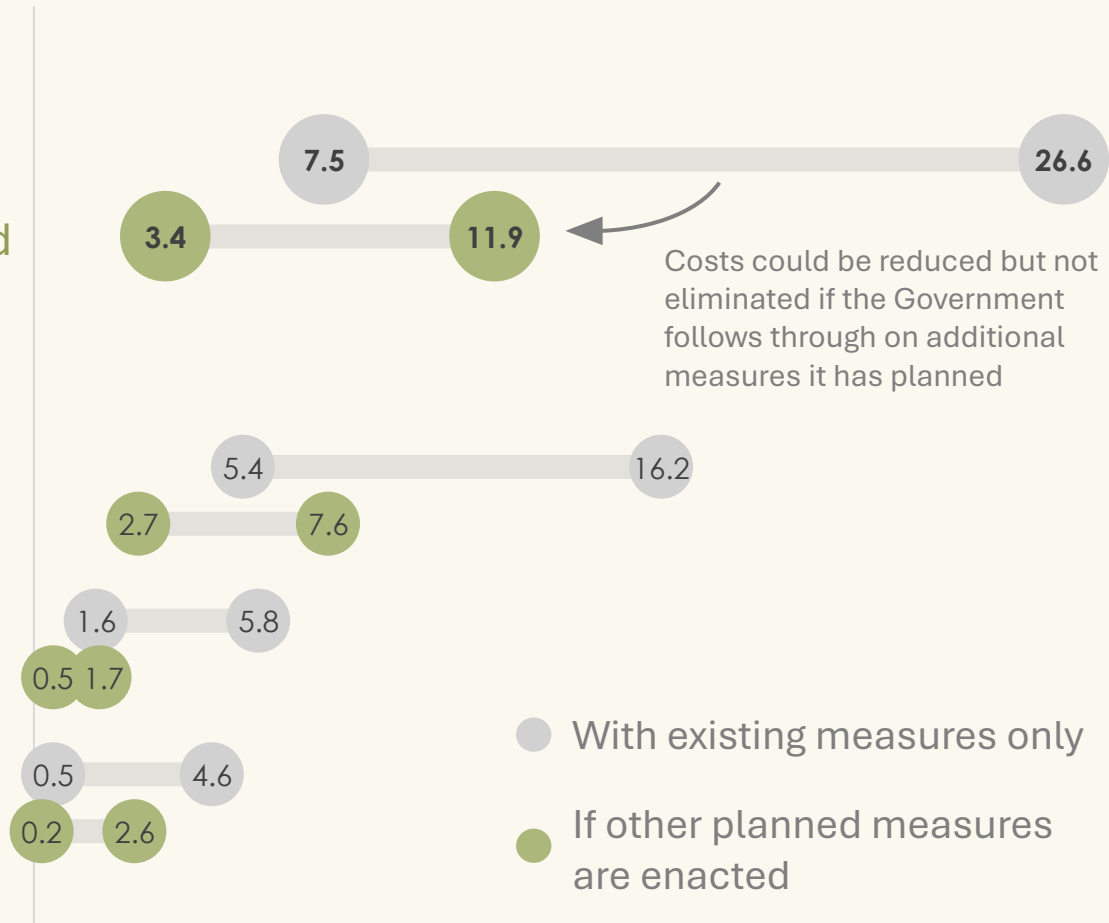 7.5 26.6
d
3.4 11.9
Costs could be reduced but not
eliminated if the Government
follows through on additional
measures it has planned
5.4 16.2
2.7 7.6
1.6 5.8
0.5 1.7
With existing measures only
0.5 4.6
0.2 2.6
If other planned measures
are enacted